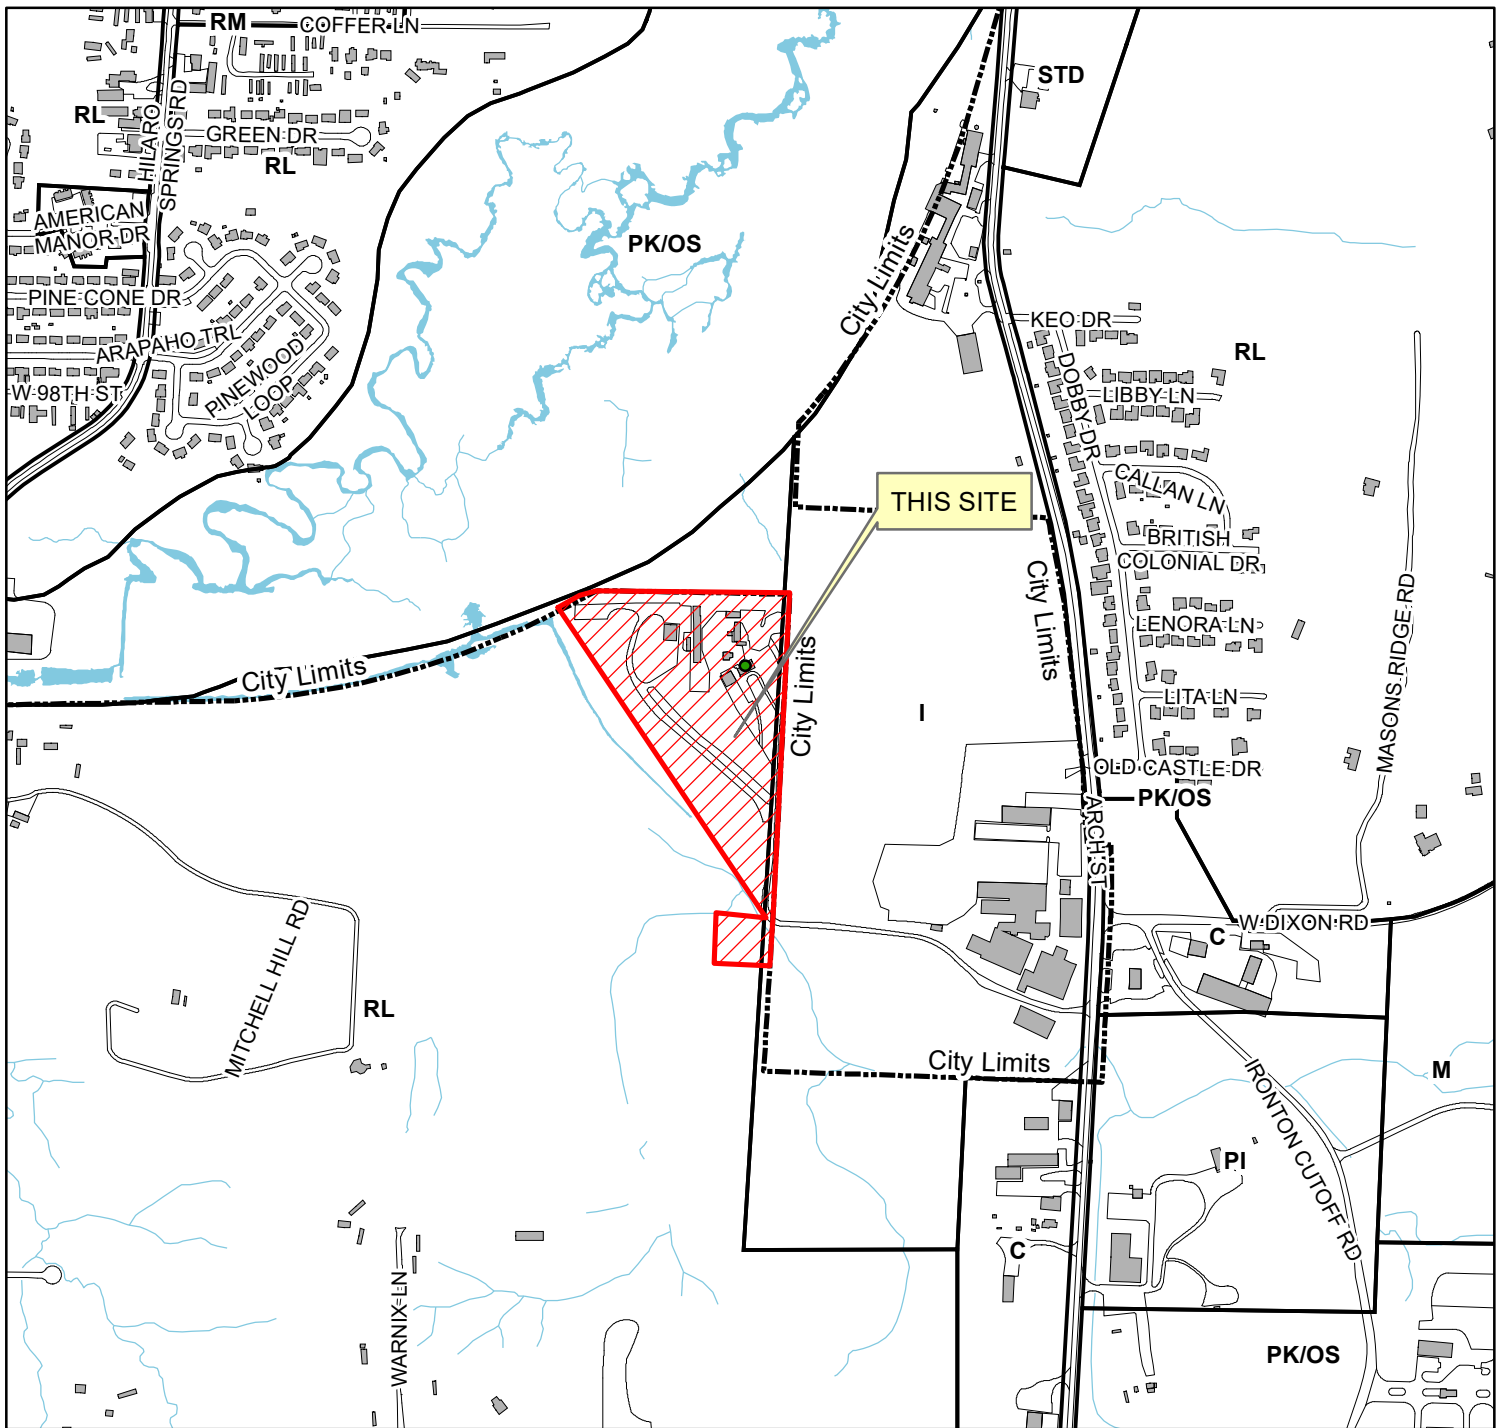 RM
COFFER LN
STD
RL
HILARO
SPRINGS RD
GREEN DR
RL
AMERICAN
MANOR DR
PK/OS
City Limits
PINE CONE DR
KEO DR
ARAPAHO TRL
RL
DOBBY DR
PINEWOOD
LOOP
W 98TH ST
LIBBY LN
CALLAN LN
THIS SITE
BRITISH
COLONIAL DR
City Limits
MASONS RIDGE RD
LENORA LN
City Limits
City Limits
LITA LN
I
OLD CASTLE DR
PK/OS
ARCH ST
W DIXON RD
C
MITCHELL HILL RD
RL
City Limits
M
IRONTON CUTOFF RD
PI
C
WARNIX LN
PK/OS